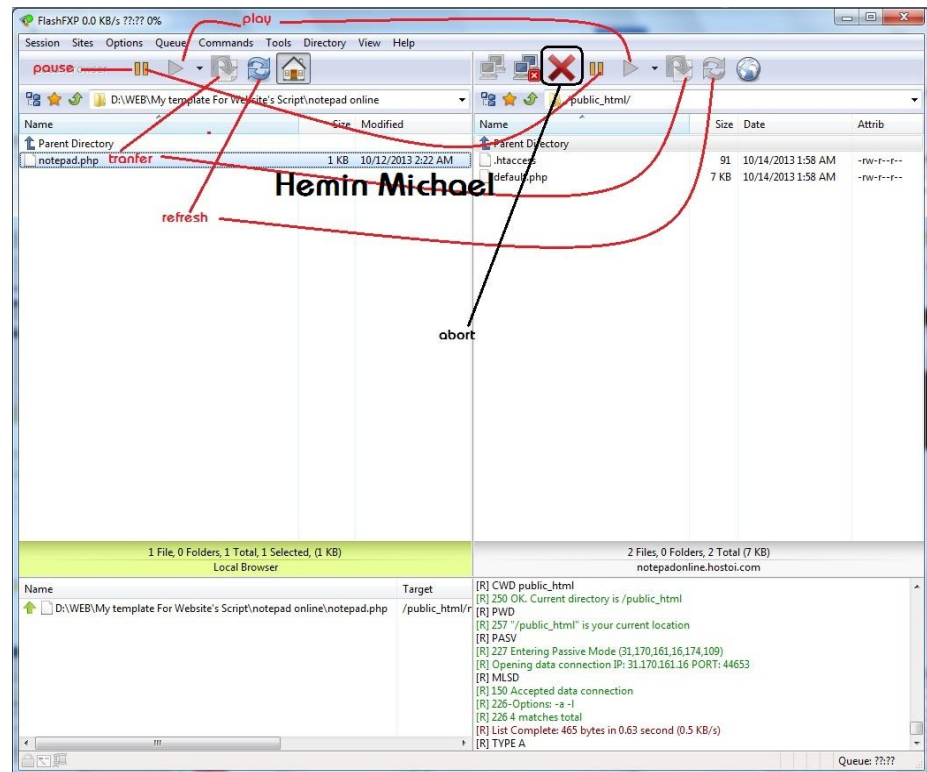 FlashFXP 0.0 KB/s ??:?? 0%
play
Session Sites Options Queue Commands Tools Directory View Help
pause
D:\WEB\My template For Website's Script\notepad online
/public_html/
Name Size Modified
Name Size Date Attrib
Parent Directory
Parent Directory
notepad.php 1 KB 10/12/2013 2:22 AM
tranfer
.htaccess 91 10/14/2013 1:58 AM -rw-r--r--
default.php 7 KB 10/14/2013 1:58 AM -rw-r--r--
Hemin Michael
refresh
abort
1 File, 0 Folders, 1 Total, 1 Selected, (1 KB)
Local Browser
2 Files, 0 Folders, 2 Total (7 KB)
notepadonline.hostoi.com
Name Target
D:\WEB\My template For Website's Script\notepad online\notepad.php /public_html/r
[R] CWD public_html
[R] 250 OK. Current directory is /public_html
[R] PWD
[R] 257 "/public_html" is your current location
[R] PASV
[R] 227 Entering Passive Mode (31,170,161,16,174,109)
[R] Opening data connection IP: 31.170.161.16 PORT: 44653
[R] MLSD
[R] 150 Accepted data connection
[R] 226-Options: -a -l
[R] 226 4 matches total
[R] List Complete: 465 bytes in 0.63 second (0.5 KB/s)
[R] TYPE A
Queue: ??:??